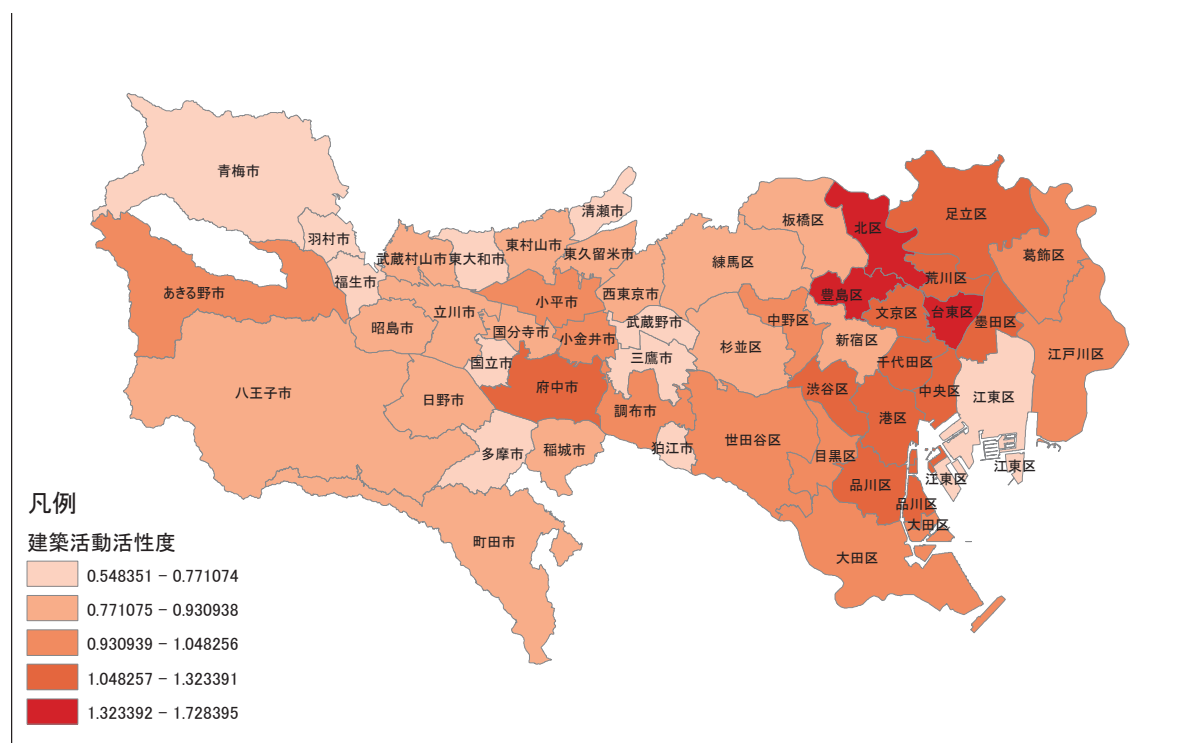 青梅市
清瀬市
羽村市
武蔵村山市
東大和市
東村山市
東久留米市
板橋区
北区
足立区
福生市
あきる野市
小平市
西東京市
練馬区
荒川区
葛飾区
昭島市
立川市
国分寺市
小金井市
武蔵野市
中野区
豊島区
文京区
台東区
墨田区
国立市
三鷹市
杉並区
新宿区
千代田区
江戸川区
八王子市
日野市
府中市
調布市
渋谷区
中央区
江東区
多摩市
稲城市
狛江市
世田谷区
目黒区
港区
江東区
江東区
品川区
品川区
大田区
町田市
大田区
凡例
建築活動活性度
0.548351 − 0.771074
0.771075 − 0.930938
0.930939 − 1.048256
1.048257 − 1.323391
1.323392 − 1.728395